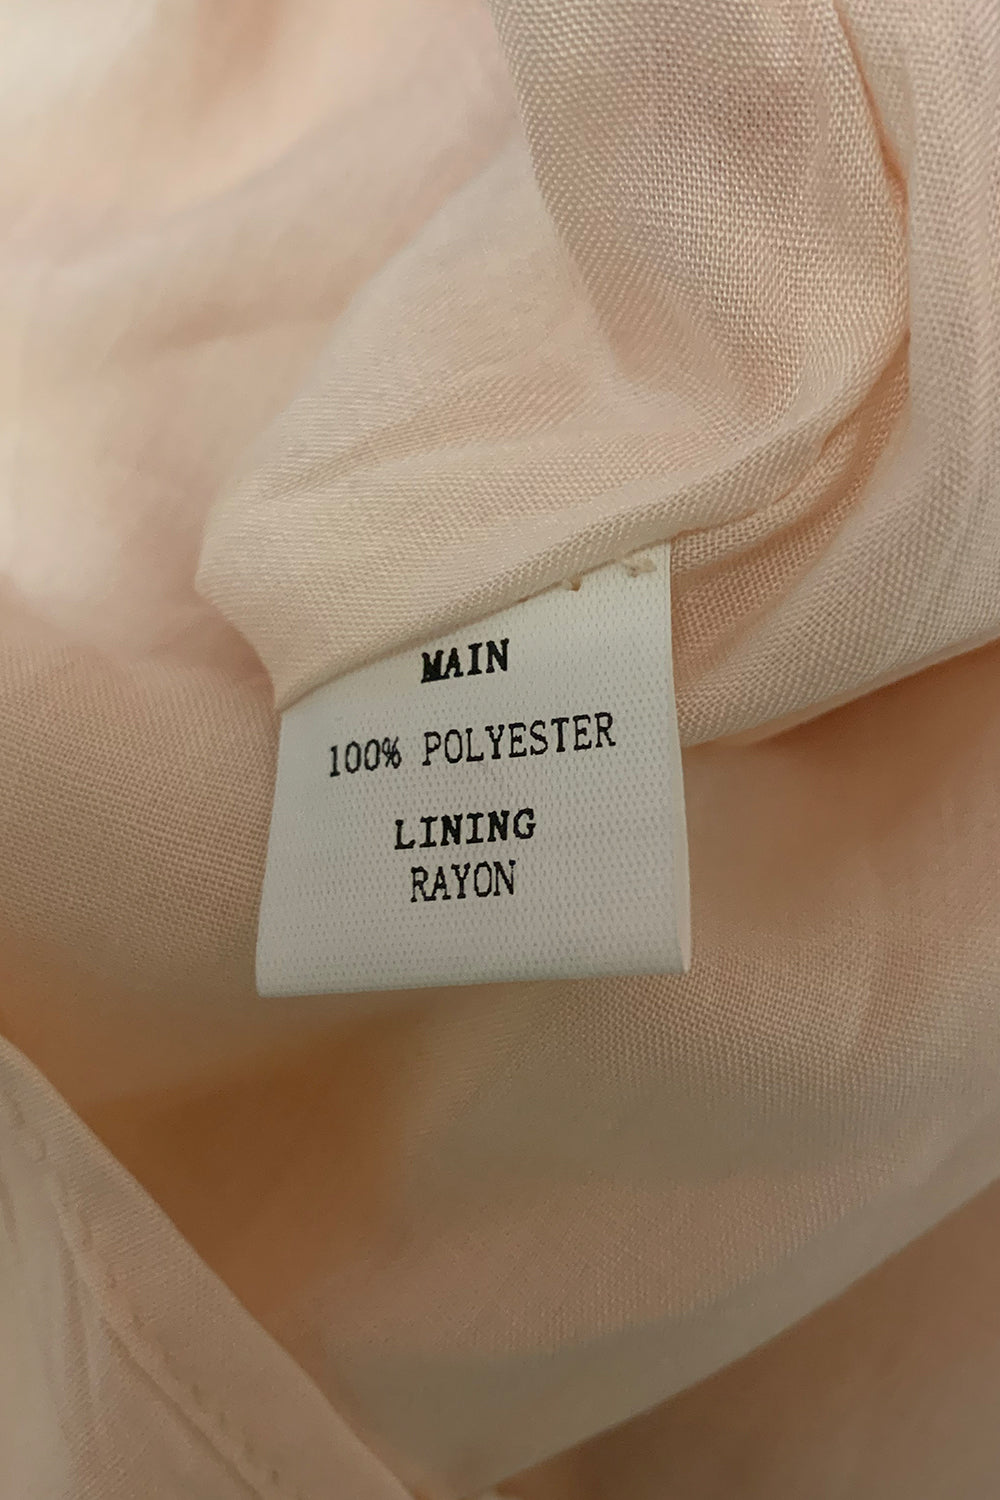 MAIN
100% POLYESTER
LINING
RAYON